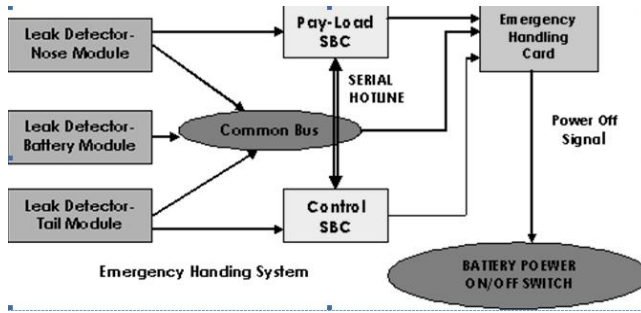 Leak Detector-
Nose Module
Pay-Load
SBC
Emergency
Handling
Card
SERIAL
HOTLINE
Leak Detector-
Battery Module
Common Bus
Power Off
Signal
Leak Detector-
Tail Module
Control
SBC
Emergency Handing System
BATTERY POEWER
ON/OFF SWITCH